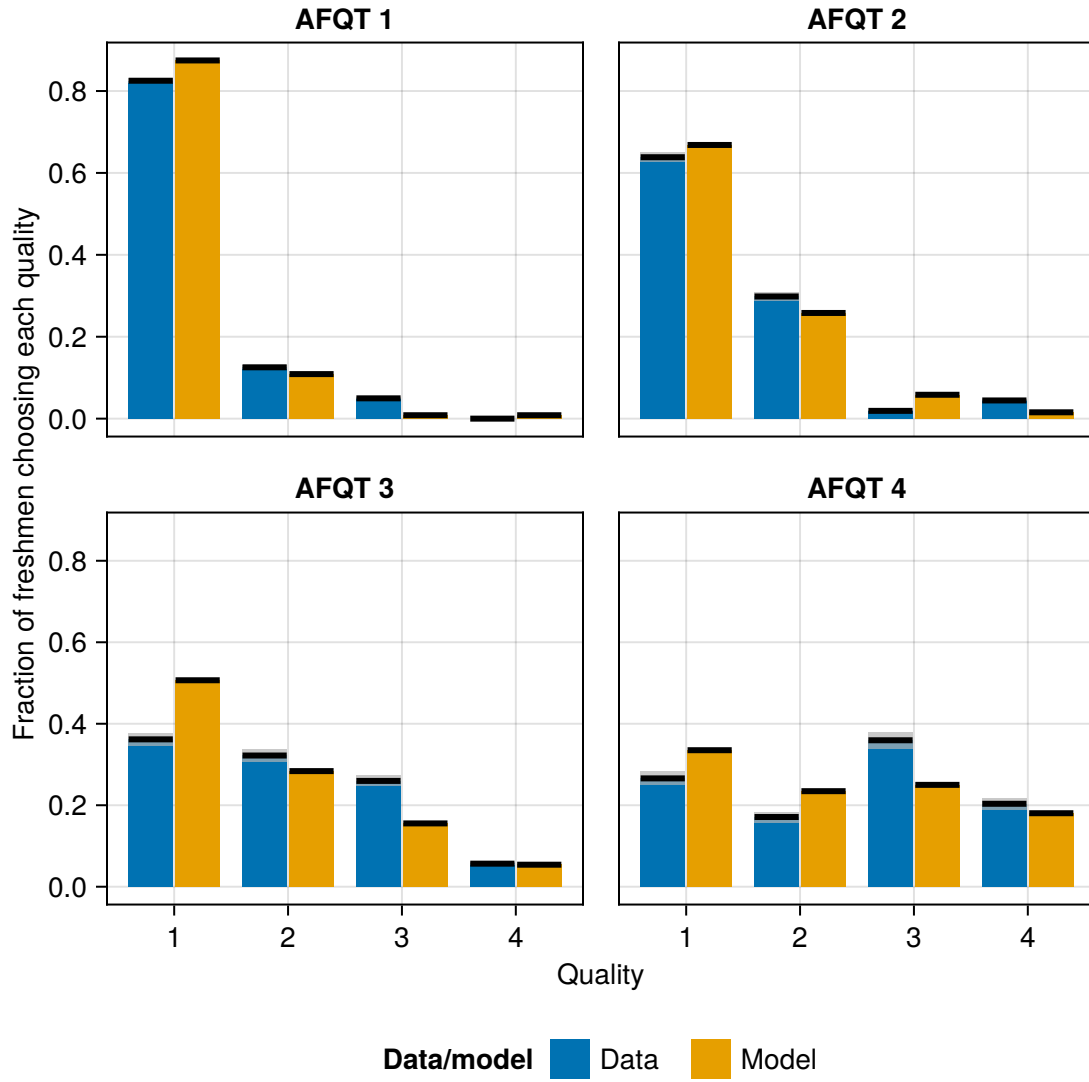 AFQT 1
AFQT 2
Fraction of freshmen choosing each quality
0.8
0.6
0.4
0.2
0.0
AFQT 3
AFQT 4
0.8
0.6
0.4
0.2
0.0
1 2 3 4
1 2 3 4
Quality
Data/model Data Model